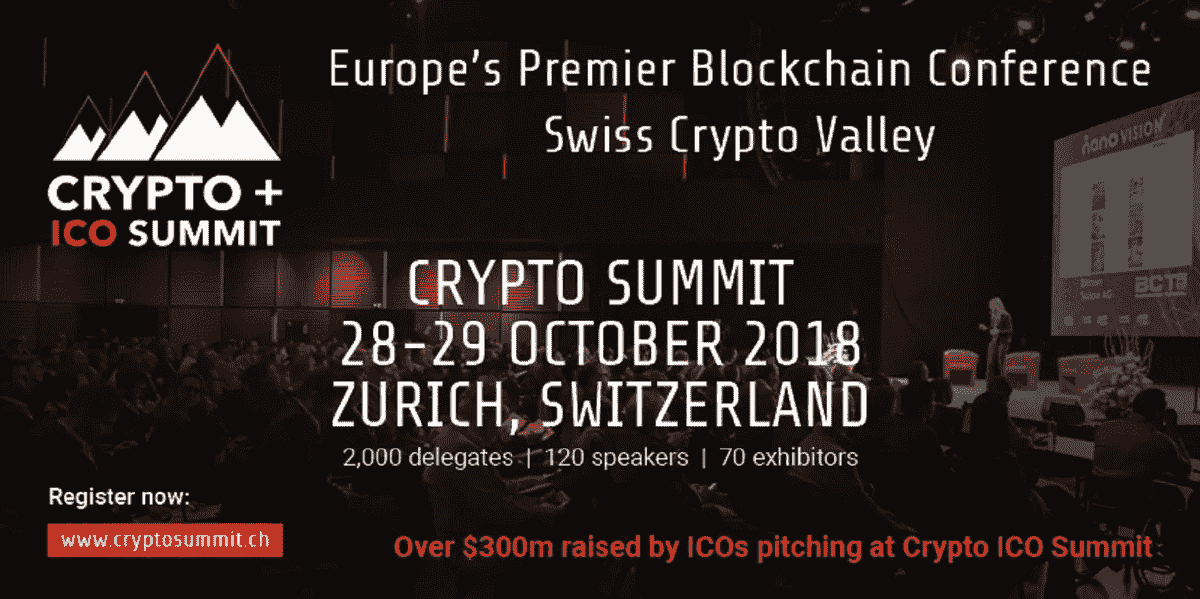 Europe's Premier Blockchain Conference
Swiss Crypto Valley
CRYPTO +
ICO SUMMIT
nano VISION
CRYPTO SUMMIT
28-29 OCTOBER 2018
ZURICH, SWITZERLAND
2,000 delegates | 120 speakers | 70 exhibitors
Register now:
www.cryptosummit.ch
Over $300m raised by ICOs pitching at Crypto ICO Summit